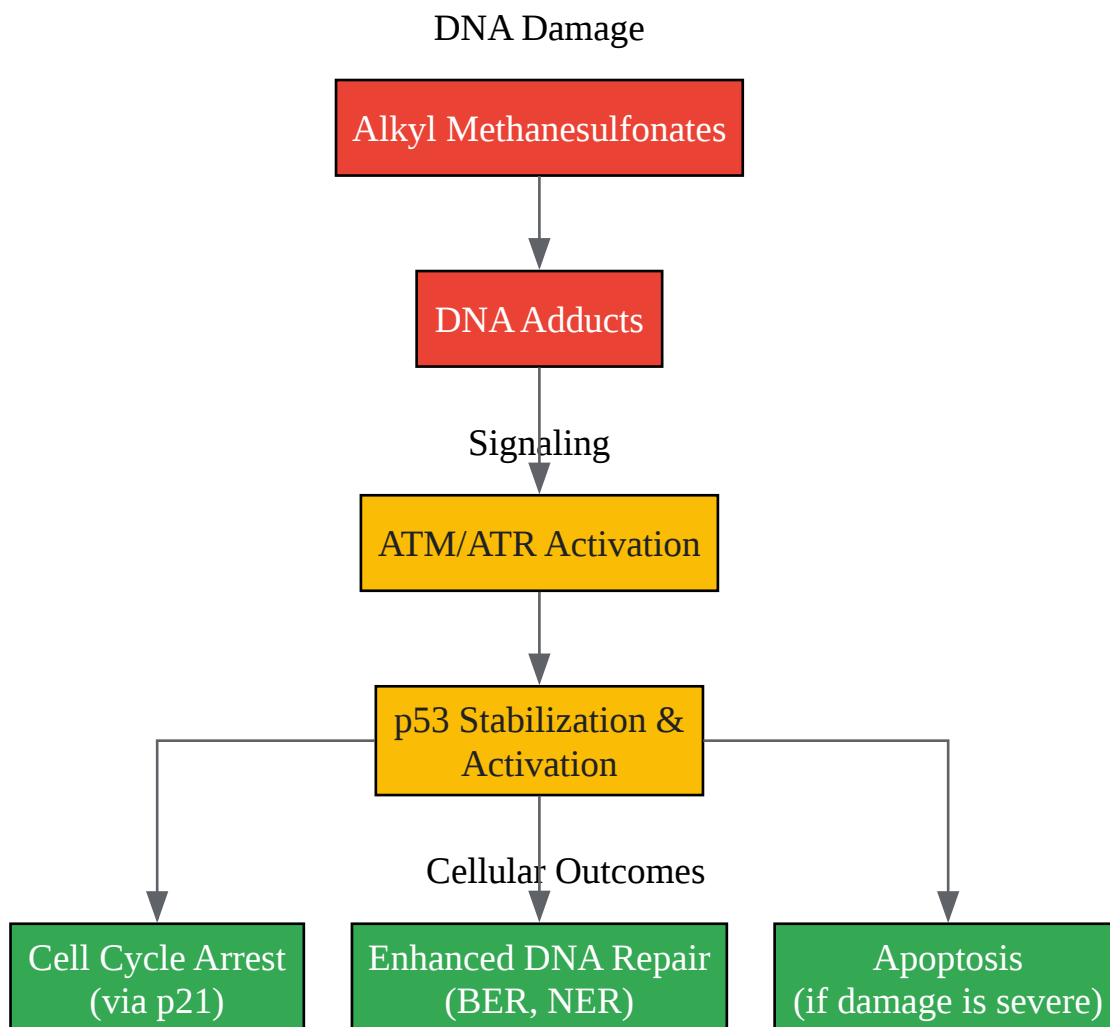 DNA Damage
Alkyl Methanesulfonates
DNA Adducts
Signaling
ATM/ATR Activation
p53 Stabilization &
Activation
Cellular Outcomes
Cell Cycle Arrest
(via p21)
Enhanced DNA Repair
(BER, NER)
Apoptosis
(if damage is severe)